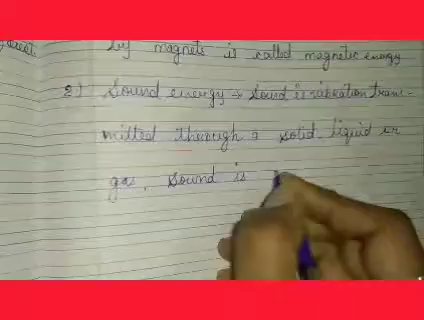 by magnets is called magnetic energy
2) Sound energy → Sound is vibration trans-
mitted through a solid, liquid or
gas. Sound is